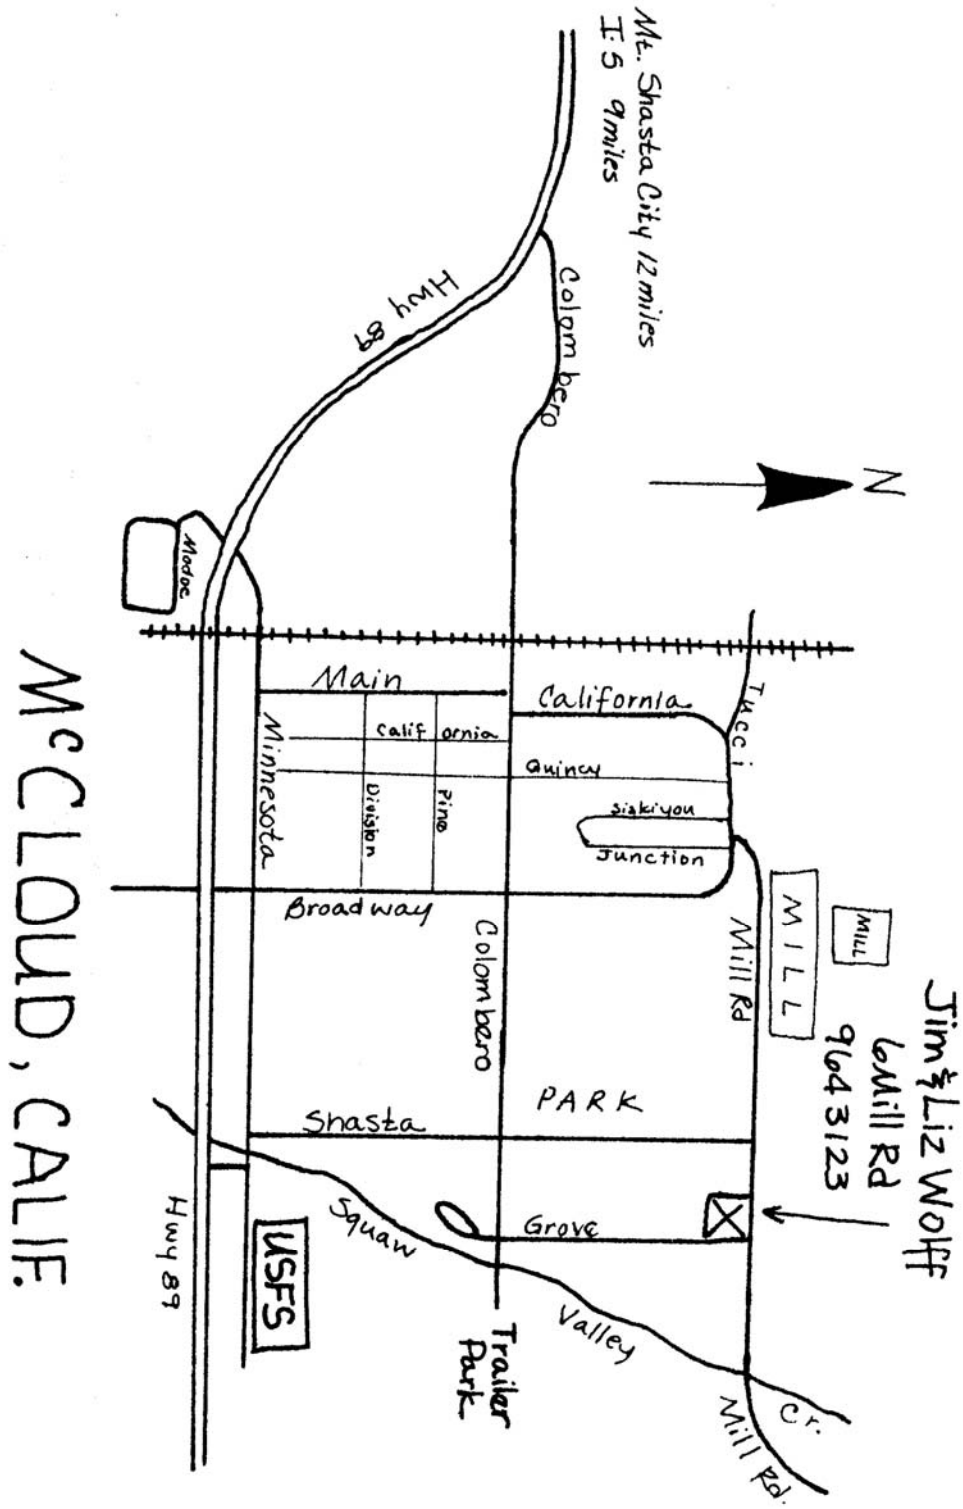 Mt. Shasta City 12 miles
I-5 9 miles
Colombero
Hwy 89
N
Modoc
Main
California
Tucci
Calif ornia
Quincy
Siskiyou
Junction
Minnesota
Division
Pine
Broadway
Colombero
Mill Rd
MILL
MILL
Jim & Liz Wolff
6 Mill Rd
964 3123
PARK
Shasta
Grove
Squaw
Valley
Cr.
Mill Rd.
Trailer
Park
USFS
Hwy 89
McCLOUD, CALIF.